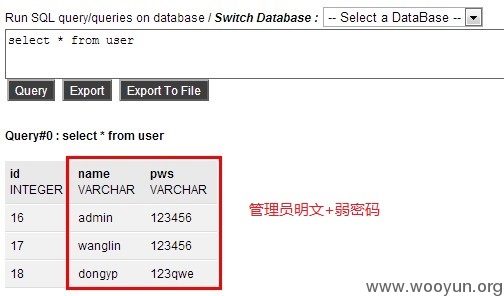 Run SQL query/queries on database / Switch Database : -- Select a DataBase --
select * from user
Query Export Export To File
Query#0 : select * from user
id name pws
INTEGER VARCHAR VARCHAR
16 admin 123456
17 wanglin 123456
18 dongyp 123qwe
管理员明文+弱密码
www.wooyun.org